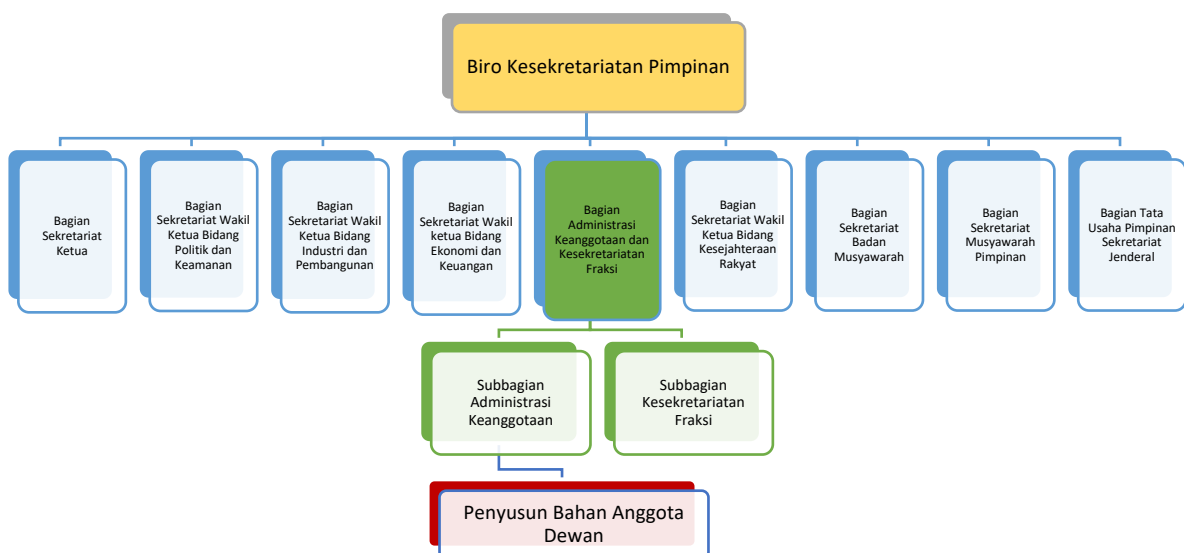 Biro Kesekretariatan Pimpinan
Bagian
Sekretariat
Ketua
Bagian
Sekretariat Wakil
Ketua Bidang
Politik dan
Keamanan
Bagian
Sekretariat Wakil
Ketua Bidang
Industri dan
Pembangunan
Bagian
Sekretariat Wakil
ketua Bidang
Ekonomi dan
Keuangan
Bagian
Administrasi
Keanggotaan dan
Kesekretariatan
Fraksi
Bagian
Sekretariat Wakil
Ketua Bidang
Kesejahteraan
Rakyat
Bagian
Sekretariat
Badan
Musyawarah
Bagian
Sekretariat
Musyawarah
Pimpinan
Bagian Tata
Usaha Pimpinan
Sekretariat
Jenderal
Subbagian
Administrasi
Keanggotaan
Subbagian
Kesekretariatan
Fraksi
Penyusun Bahan Anggota
Dewan